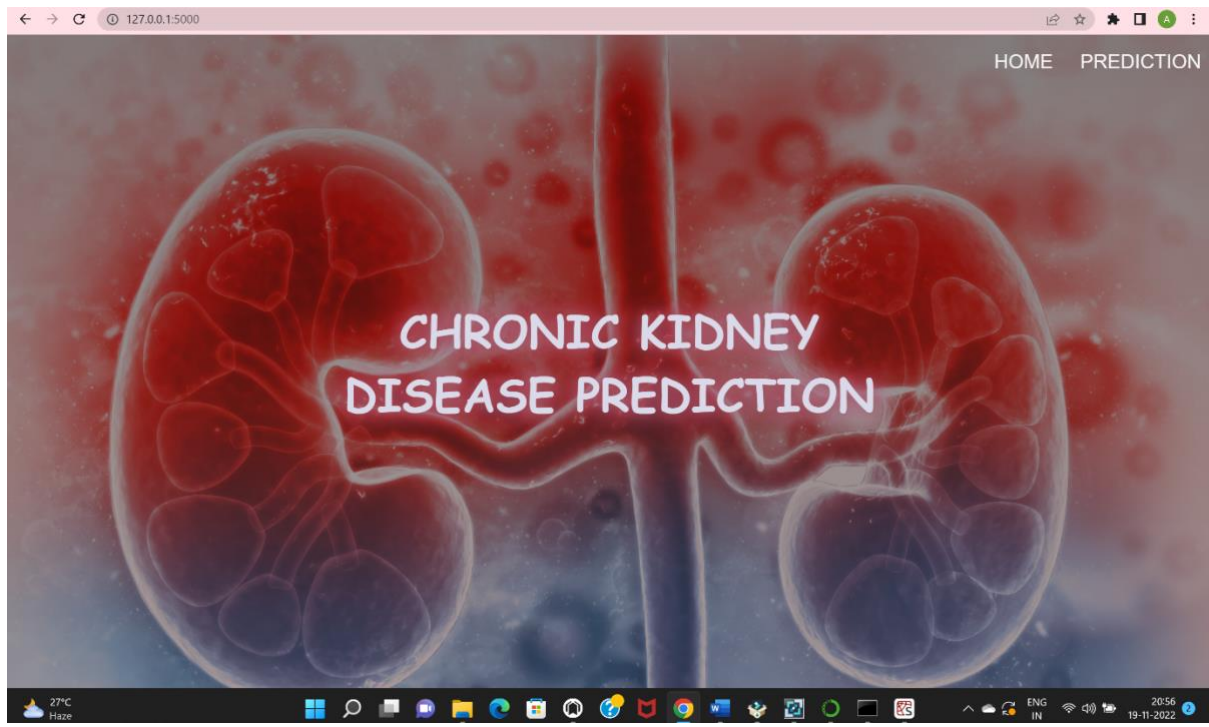 127.0.0.1:5000
A
HOME PREDICTION
CHRONIC KIDNEY
DISEASE PREDICTION
27°C
Haze
ENG
IN
20:56
19-11-2022
2